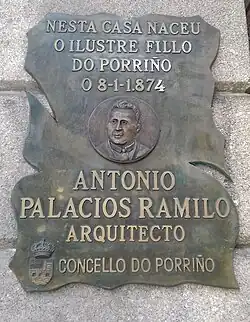 NESTA CASA NACEU
O ILUSTRE FILLO
DO PORRIÑO
O 8-1-1.874
ANTONIO
PALACIOS RAMILO
ARQUITECTO
CONCELLO DO PORRIÑO